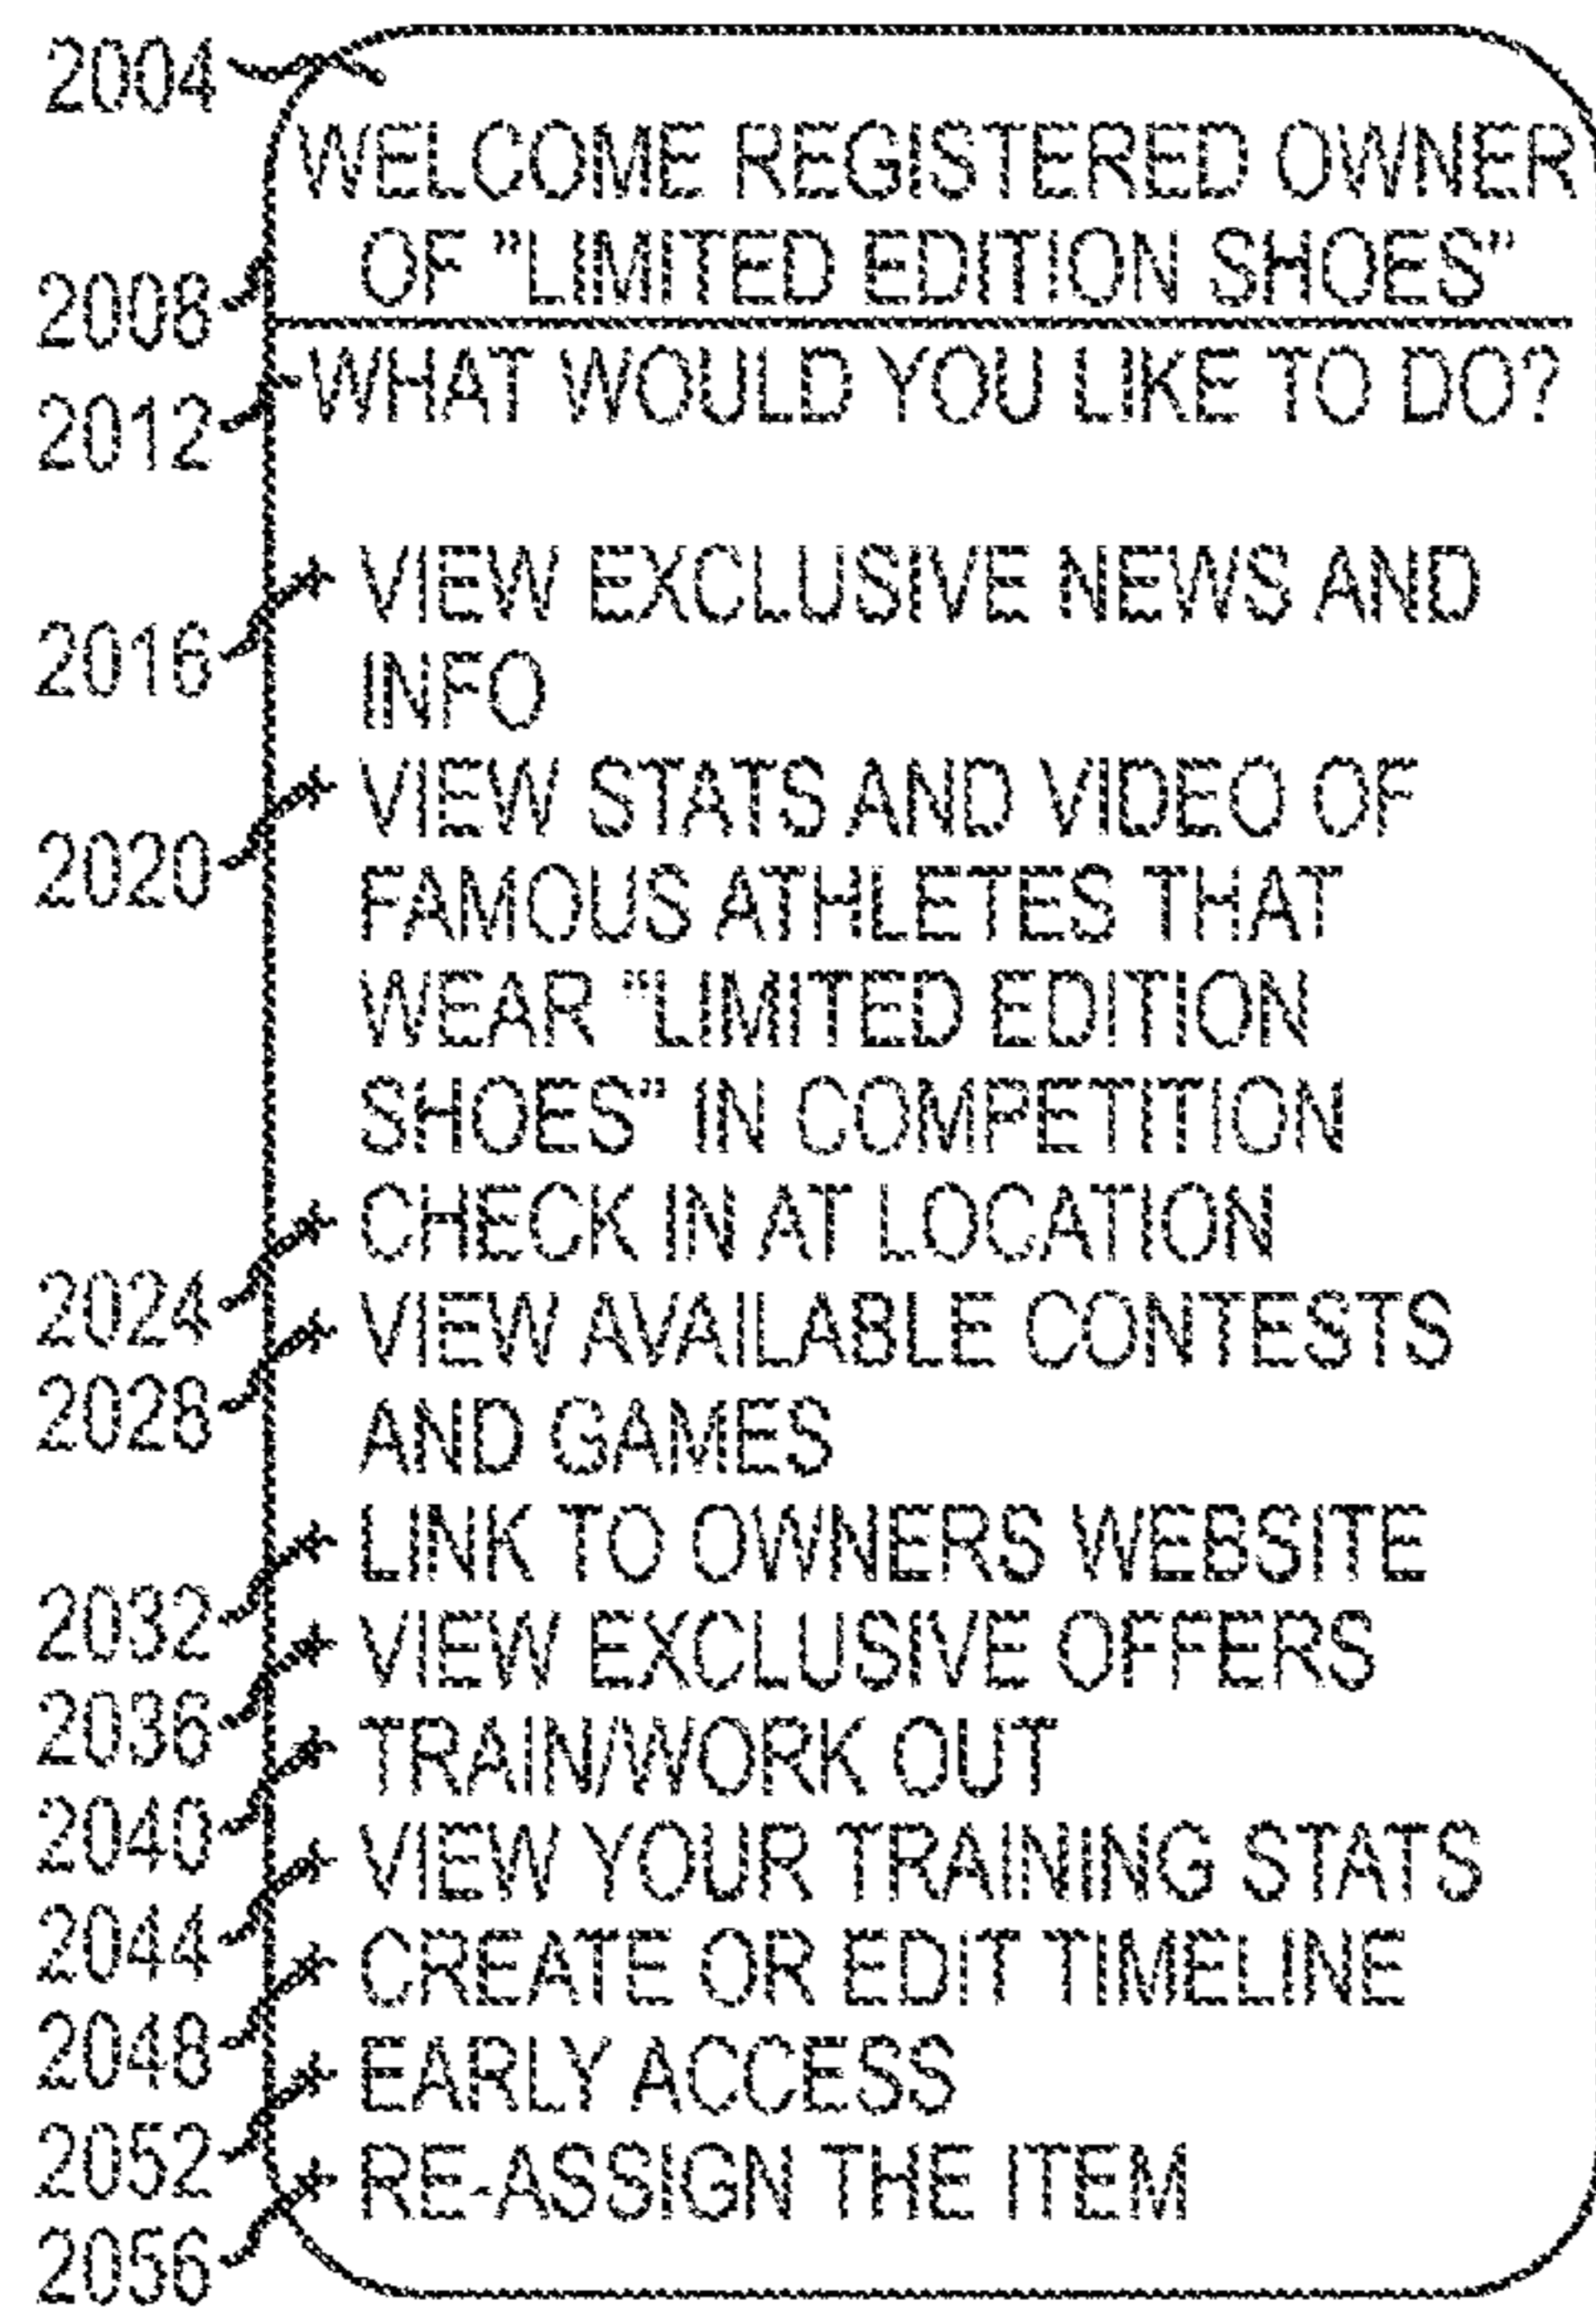 2004
WELCOME REGISTERED OWNER
OF "LIMITED EDITION SHOES"
2008
WHAT WOULD YOU LIKE TO DO?
2012
VIEW EXCLUSIVE NEWS AND
2016
INFO
VIEW STATS AND VIDEO OF
2020
FAMOUS ATHLETES THAT
WEAR "LIMITED EDITION
SHOES" IN COMPETITION
CHECK IN AT LOCATION
2024
VIEW AVAILABLE CONTESTS
2028
AND GAMES
LINK TO OWNERS WEBSITE
2032
VIEW EXCLUSIVE OFFERS
2036
TRAIN/WORK OUT
2040
VIEW YOUR TRAINING STATS
2044
CREATE OR EDIT TIMELINE
2048
EARLY ACCESS
2052
RE-ASSIGN THE ITEM
2056